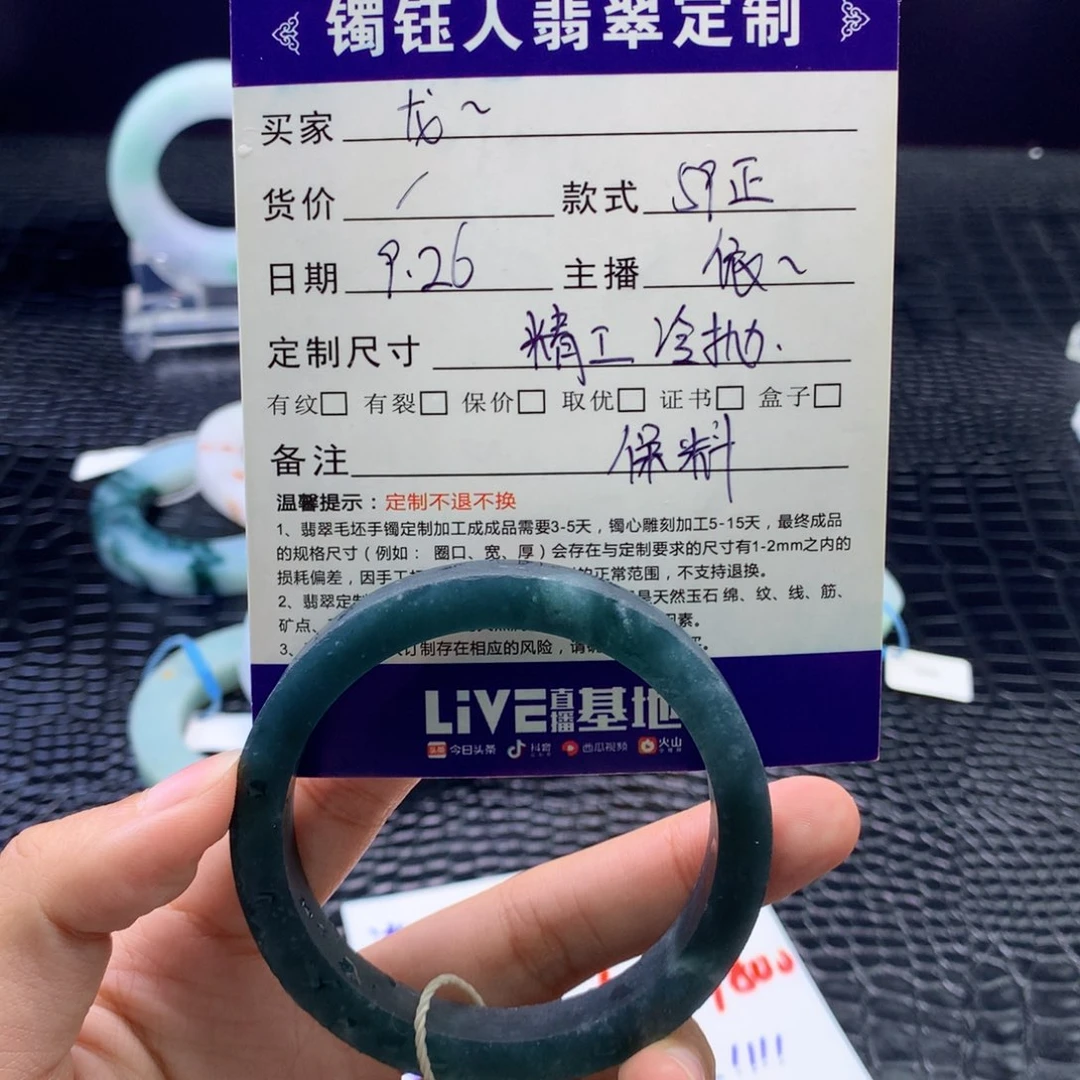 镯钰人翡翠定制
买家 龙~
货价 / 款式 59正
日期 9.26 主播 依~
定制尺寸 精工 冷抛.
有纹□ 有裂□ 保价□ 取优□ 证书□ 盒子□
备注 保料
温馨提示:定制不退不换
1、翡翠毛坯手镯定制加工成成品需要3-5天,镯心雕刻加工5-15天,最终成品
的规格尺寸(例如: 圈口、宽、厚)会存在与定制要求的尺寸有1-2mm之内的
损耗偏差,因手工 的正常范围,不支持退换。
2、翡翠定制 是天然玉石 绵、纹、线、筋、
矿点、 因素。
3、 订制存在相应的风险,请
LiVE直播基地
今日头条 抖音 西瓜视频 火山